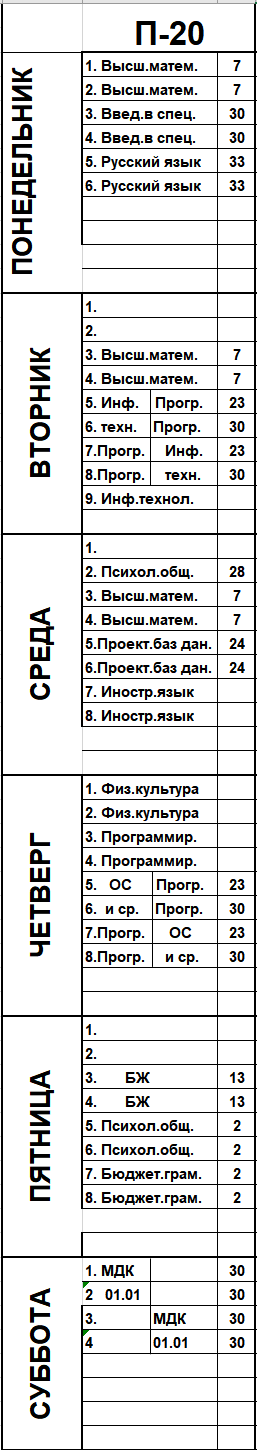 П-20
ПОНЕДЕЛЬНИК
1. Высш.матем. 7
2. Высш.матем. 7
3. Введ.в спец. 30
4. Введ.в спец. 30
5. Русский язык 33
6. Русский язык 33
ВТОРНИК
1.
2.
3. Высш.матем. 7
4. Высш.матем. 7
5. Инф. Прогр. 23
6. техн. Прогр. 30
7.Прогр. Инф. 23
8.Прогр. техн. 30
9. Инф.технол.
СРЕДА
1.
2. Психол.общ. 28
3. Высш.матем. 7
4. Высш.матем. 7
5.Проект.баз дан. 24
6.Проект.баз дан. 24
7. Иностр.язык
8. Иностр.язык
ЧЕТВЕРГ
1. Физ.культура
2. Физ.культура
3. Программир.
4. Программир.
5. ОС Прогр. 23
6. и ср. Прогр. 30
7.Прогр. ОС 23
8.Прогр. и ср. 30
ПЯТНИЦА
1.
2.
3. БЖ 13
4. БЖ 13
5. Психол.общ. 2
6. Психол.общ. 2
7. Бюджет.грам. 2
8. Бюджет.грам. 2
СУББОТА
1. МДК 30
2 01.01 30
3. МДК 30
4 01.01 30